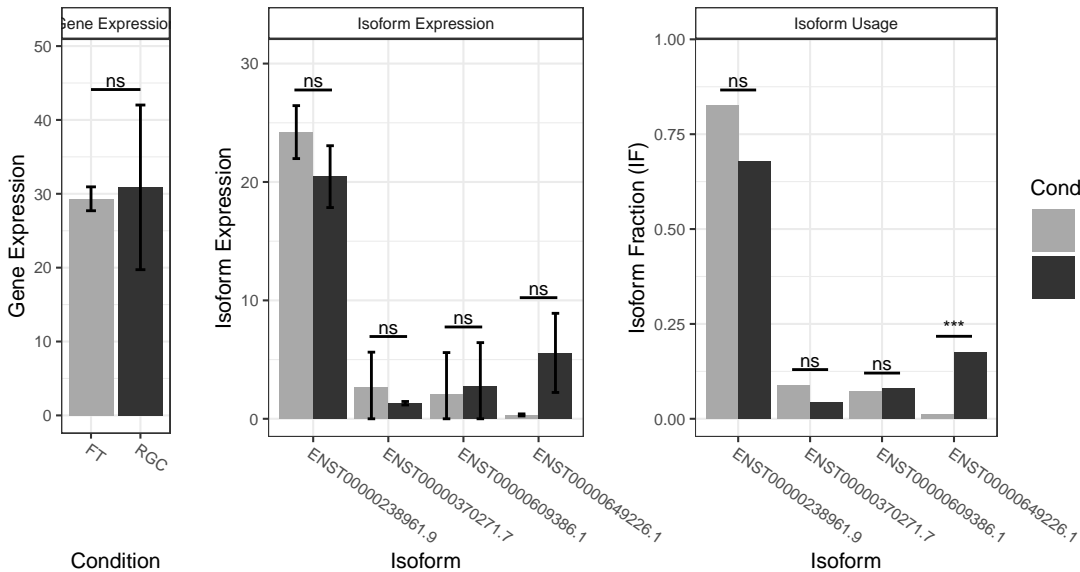 Gene Expression
Isoform Expression
Isoform Usage
Gene Expression
50
40
30
20
10
0
ns
FT
RGC
Condition
Isoform Expression
30
20
10
0
ns
ns
ns
ns
ENST00000238961.9
ENST00000370271.7
ENST00000609386.1
ENST00000649226.1
Isoform
Isoform Fraction (IF)
1.00
0.75
0.50
0.25
0.00
ns
ns
ns
***
ENST00000238961.9
ENST00000370271.7
ENST00000609386.1
ENST00000649226.1
Isoform
Cond